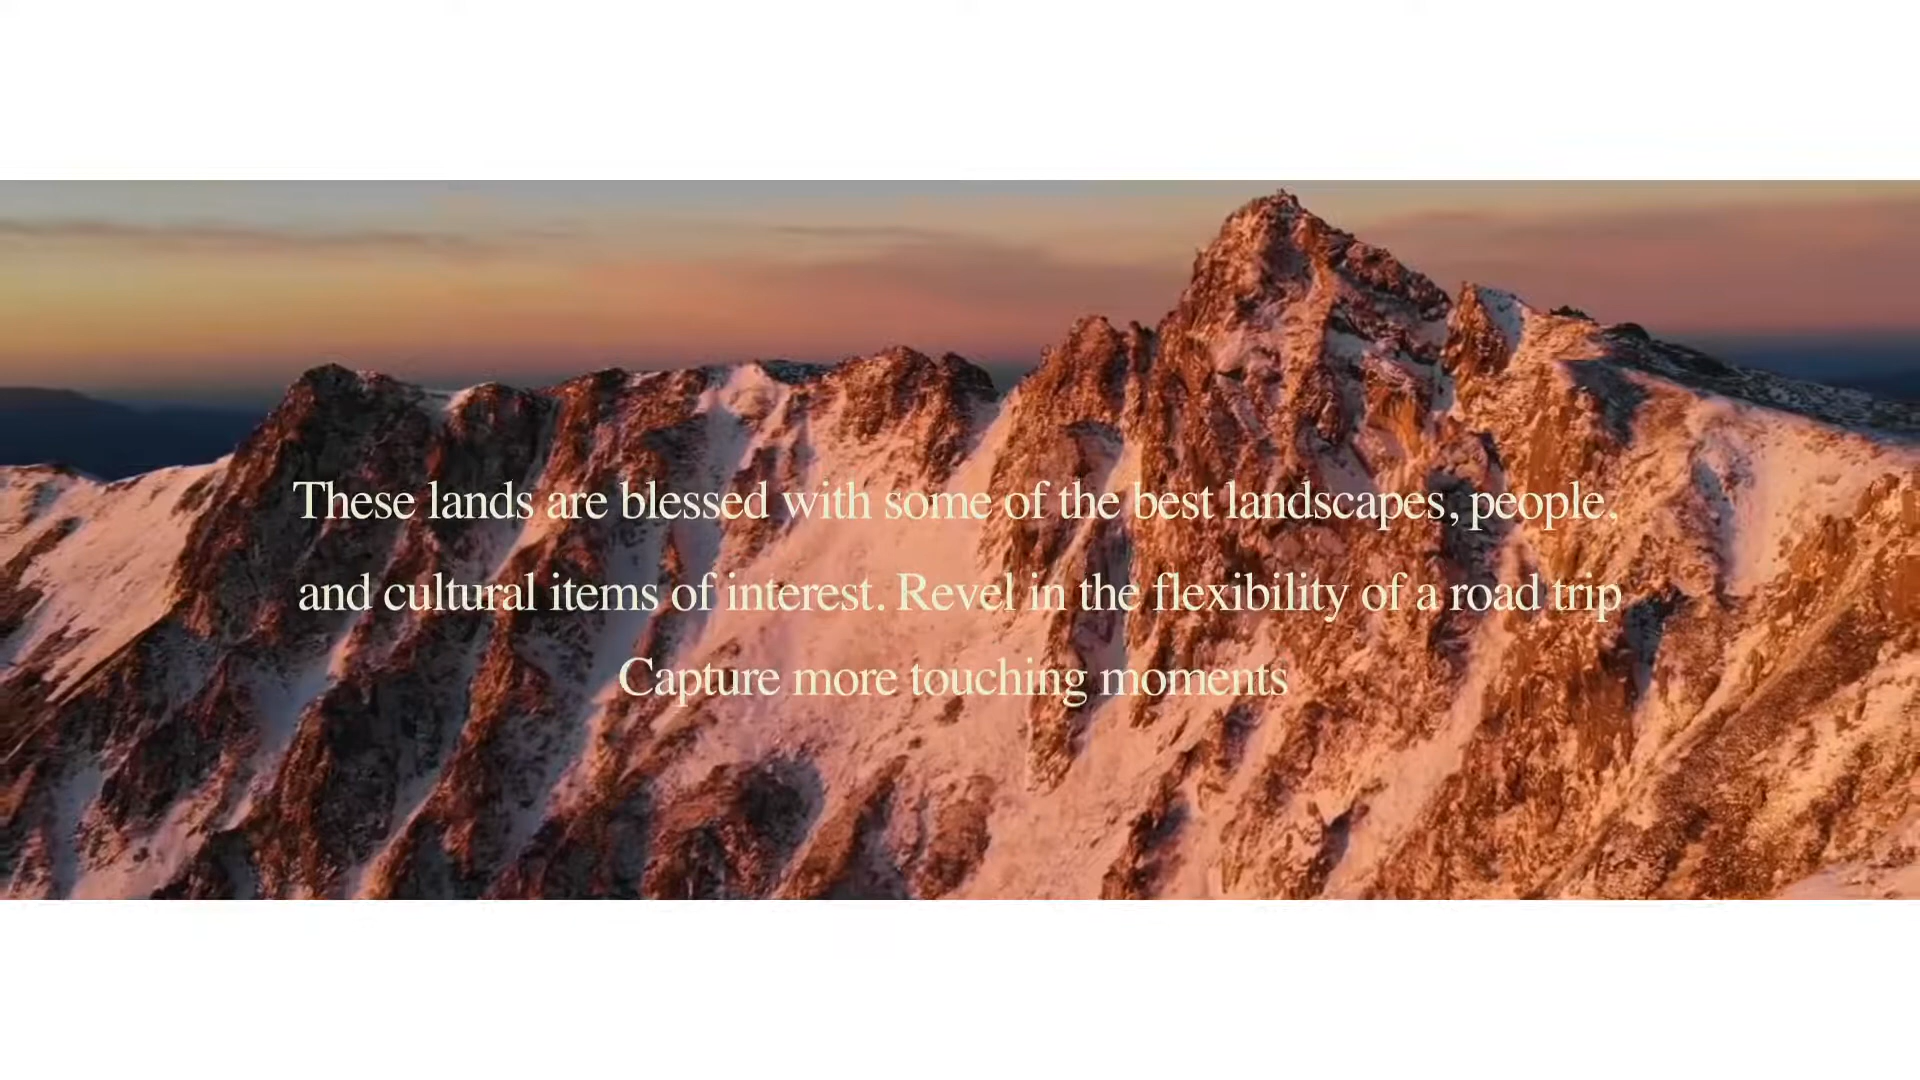 These lands are blessed with some of the best landscapes, people,
and cultural items of interest. Revel in the flexibility of a road trip
Capture more touching moments